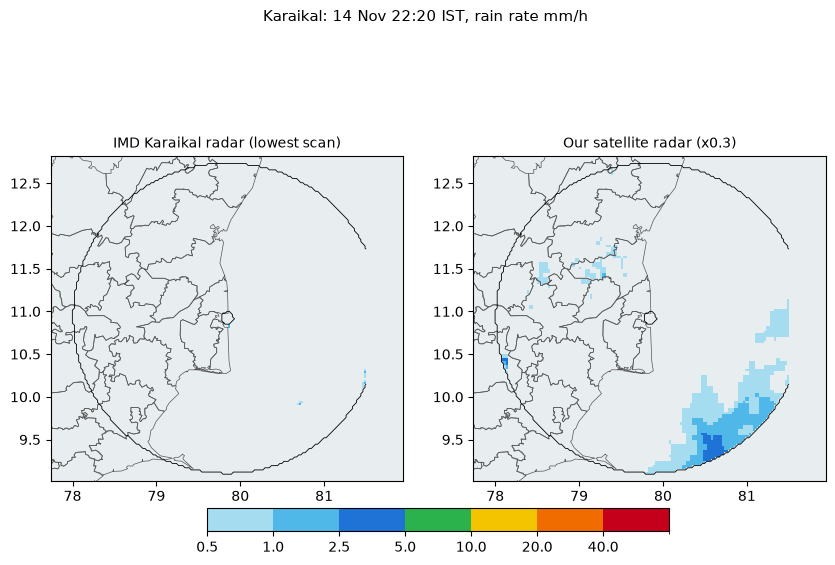 Karaikal: 14 Nov 22:20 IST, rain rate mm/h
IMD Karaikal radar (lowest scan)
12.5
12.0
11.5
11.0
10.5
10.0
9.5
78 79 80 81
Our satellite radar (x0.3)
12.5
12.0
11.5
11.0
10.5
10.0
9.5
78 79 80 81
0.5 1.0 2.5 5.0 10.0 20.0 40.0